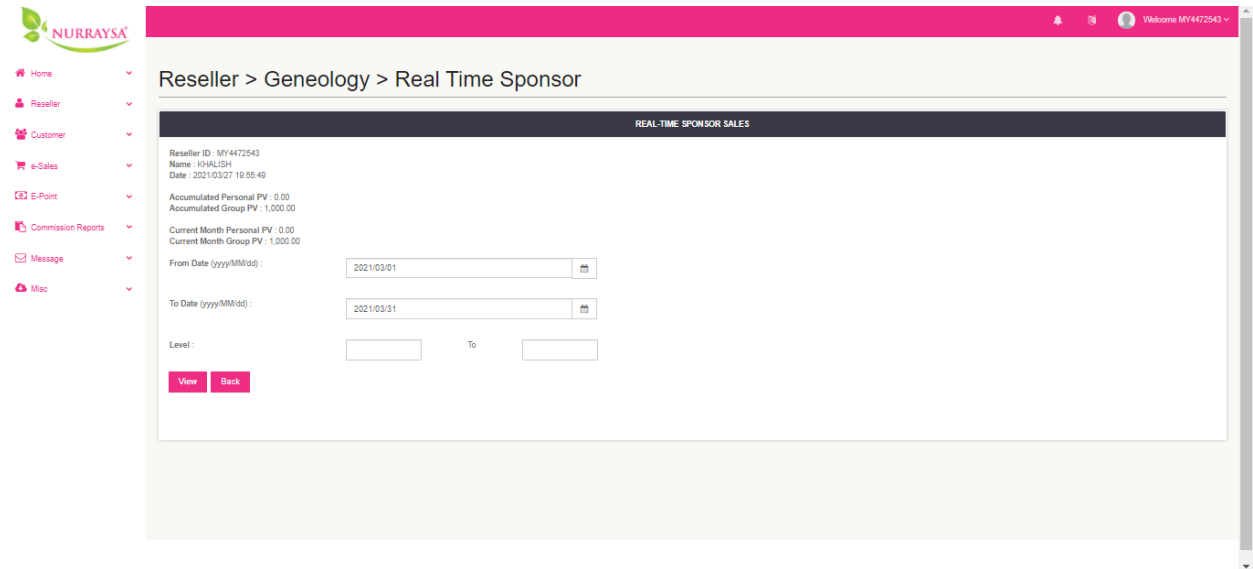 NURRAYSA
Welcome MY4472543
Home
Reseller
Customer
e-Sales
E-Point
Commission Reports
Message
Misc
Reseller > Geneology > Real Time Sponsor
REAL-TIME SPONSOR SALES
Reseller ID : MY4472543
Name : KHALISH
Date : 2021/03/27 19:55:49
Accumulated Personal PV : 0.00
Accumulated Group PV : 1,000.00
Current Month Personal PV : 0.00
Current Month Group PV : 1,000.00
From Date (yyyy/MM/dd) : 2021/03/01
To Date (yyyy/MM/dd) : 2021/03/31
Level : To
View Back